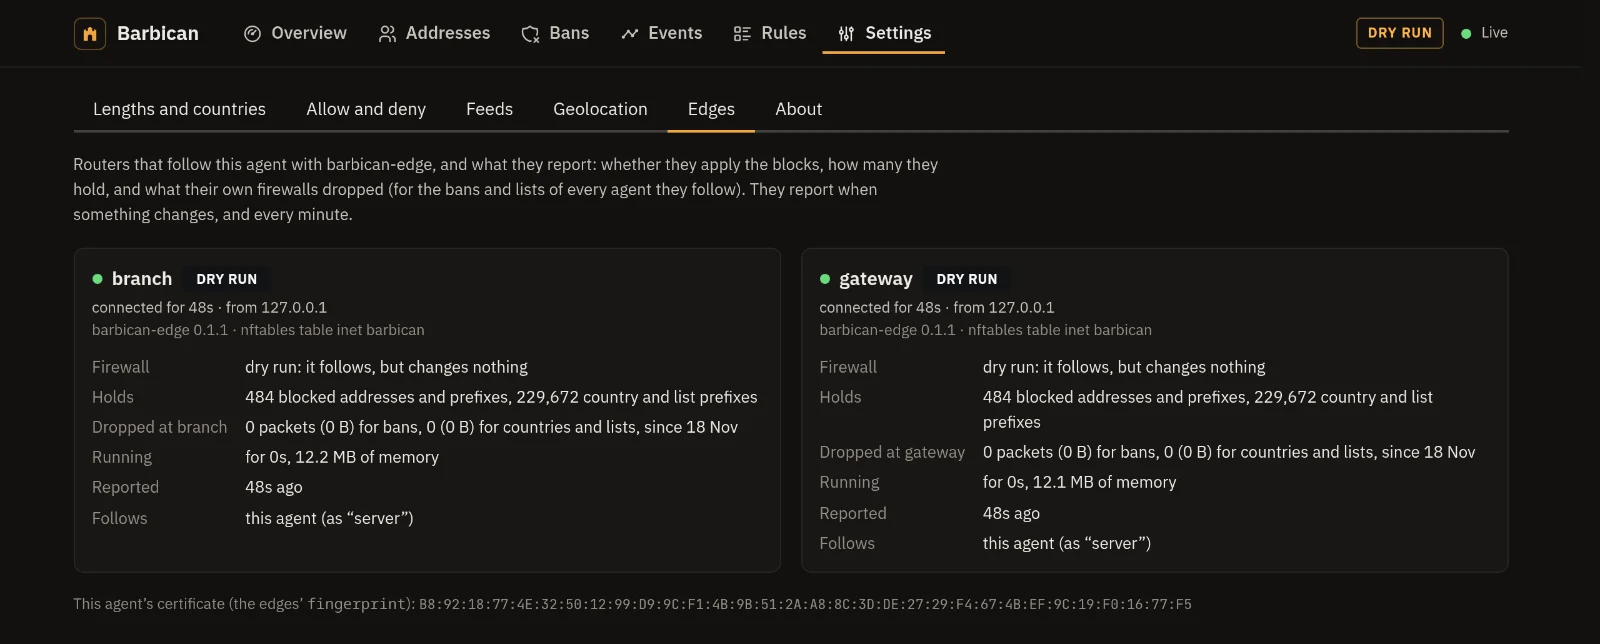 Barbican
Overview
Addresses
Bans
Events
Rules
Settings
DRY RUN
Live
Lengths and countries
Allow and deny
Feeds
Geolocation
Edges
About
Routers that follow this agent with barbican-edge, and what they report: whether they apply the blocks, how many they
hold, and what their own firewalls dropped (for the bans and lists of every agent they follow). They report when
something changes, and every minute.
branch DRY RUN
connected for 48s · from 127.0.0.1
barbican-edge 0.1.1 · nftables table inet barbican
Firewall dry run: it follows, but changes nothing
Holds 484 blocked addresses and prefixes, 229,672 country and list prefixes
Dropped at branch 0 packets (0 B) for bans, 0 (0 B) for countries and lists, since 18 Nov
Running for 0s, 12.2 MB of memory
Reported 48s ago
Follows this agent (as “server”)
gateway DRY RUN
connected for 48s · from 127.0.0.1
barbican-edge 0.1.1 · nftables table inet barbican
Firewall dry run: it follows, but changes nothing
Holds 484 blocked addresses and prefixes, 229,672 country and list
prefixes
Dropped at gateway 0 packets (0 B) for bans, 0 (0 B) for countries and lists, since 18 Nov
Running for 0s, 12.1 MB of memory
Reported 48s ago
Follows this agent (as “server”)
This agent’s certificate (the edges’ fingerprint): B8:92:18:77:4E:32:50:12:99:D9:9C:F1:4B:9B:51:2A:A8:8C:3D:DE:27:29:F4:67:4B:EF:9C:19:F0:16:77:F5